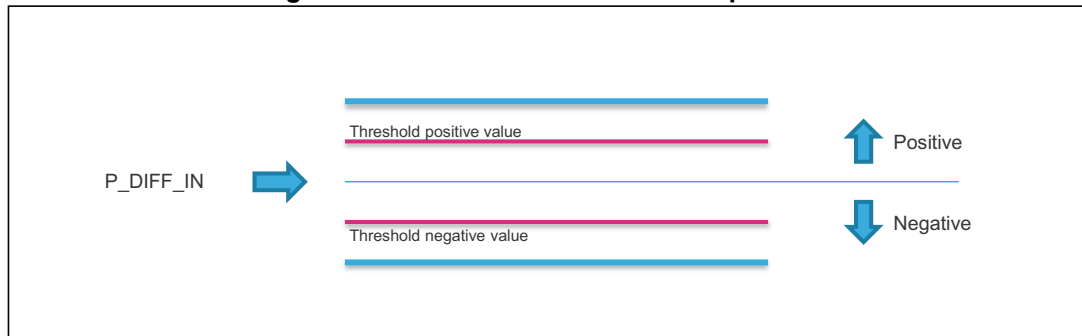 Threshold positive value
Positive
P_DIFF_IN
Negative
Threshold negative value